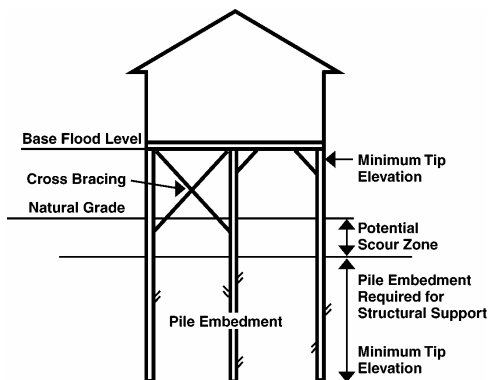 Base Flood Level
Minimum Tip
Elevation
Cross Bracing
Natural Grade
Potential
Scour Zone
Pile Embedment
Required for
Structural Support
Pile Embedment
Minimum Tip
Elevation